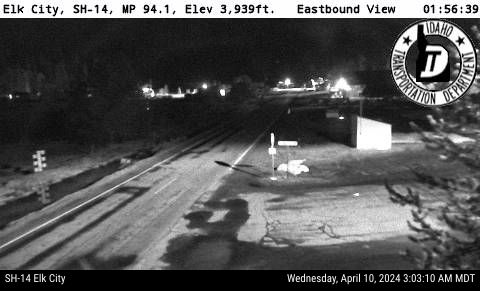 Elk City, SH-14, MP 94.1, Elev 3,939ft. Eastbound View 01:56:39
IDAHO
TRANSPORTATION DEPARTMENT
SH-14 Elk City Wednesday, April 10, 2024 3:03:10 AM MDT